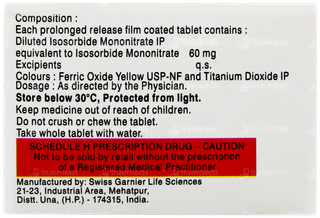 Composition :
Each prolonged release film coated tablet contains :
Diluted Isosorbide Mononitrate IP
equivalent to Isosorbide Mononitrate 60 mg
Excipients q.s.
Colours : Ferric Oxide Yellow USP-NF and Titanium Dioxide IP
Dosage : As directed by the Physician.
Store below 30°C, Protected from light.
Keep medicine out of reach of children.
Do not crush or chew the tablet.
Take whole tablet with water.
SCHEDULE H PRESCRIPTION DRUG – CAUTION
Not to be sold by retail without the prescription
of a Registered Medical Practitioner.
Manufactured by: Swiss Garnier Life Sciences
21-23, Industrial Area, Mehatpur,
Distt. Una, (H.P.) - 174315, India.